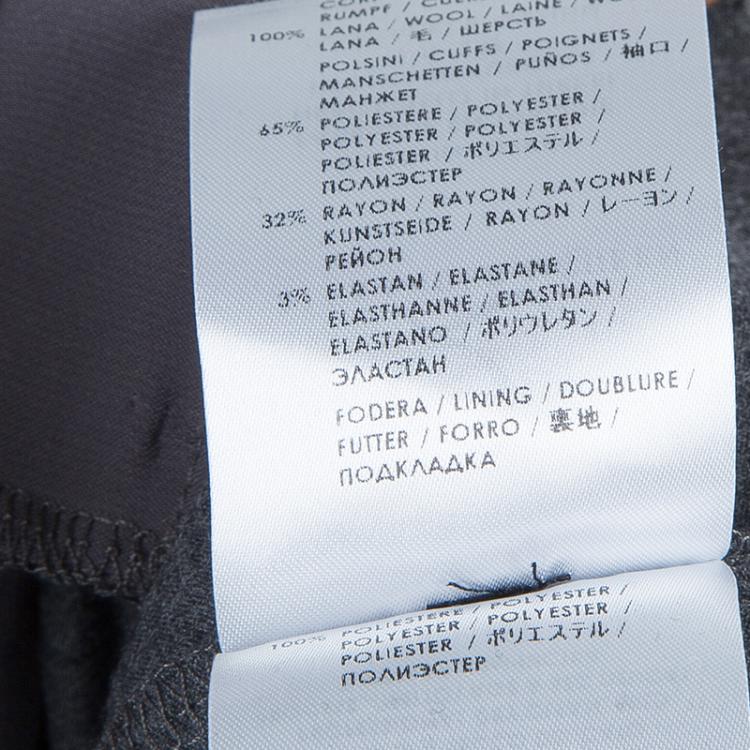 RUMPF /
100% LANA / WOOL / LAINE /
LANA / 毛 / ШЕРСТЬ
POLSINI / CUFFS / POIGNETS /
MANSCHETTEN / PUÑOS / 袖口 /
МАНЖЕТ
65% POLIESTERE / POLYESTER /
POLYESTER / POLYESTER /
POLIESTER / ポリエステル /
ПОЛИЭСТЕР
32% RAYON / RAYON / RAYONNE /
KUNSTSEIDE / RAYON / レーヨン /
РЕЙОН
3% ELASTAN / ELASTANE /
ELASTHANNE / ELASTHAN /
ELASTANO / ポリウレタン /
ЭЛАСТАН
FODERA / LINING / DOUBLURE /
FUTTER / FORRO / 裏地 /
ПОДКЛАДКА
100% POLIESTERE / POLYESTER /
POLYESTER / POLYESTER /
POLIESTER / ポリエステル /
ПОЛИЭСТЕР